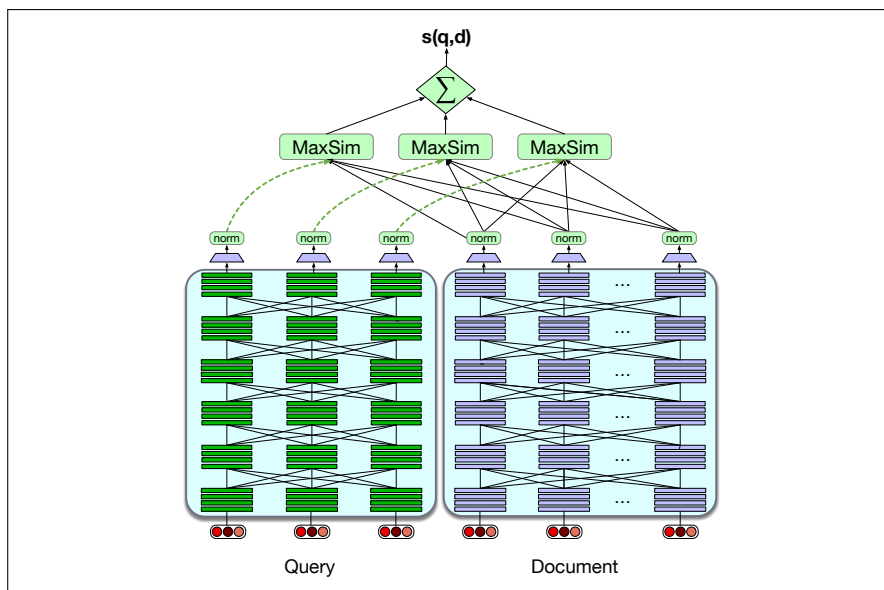 s(q,d)
Σ
MaxSim MaxSim MaxSim
norm norm norm norm norm norm
...
...
...
...
...
...
Query Document